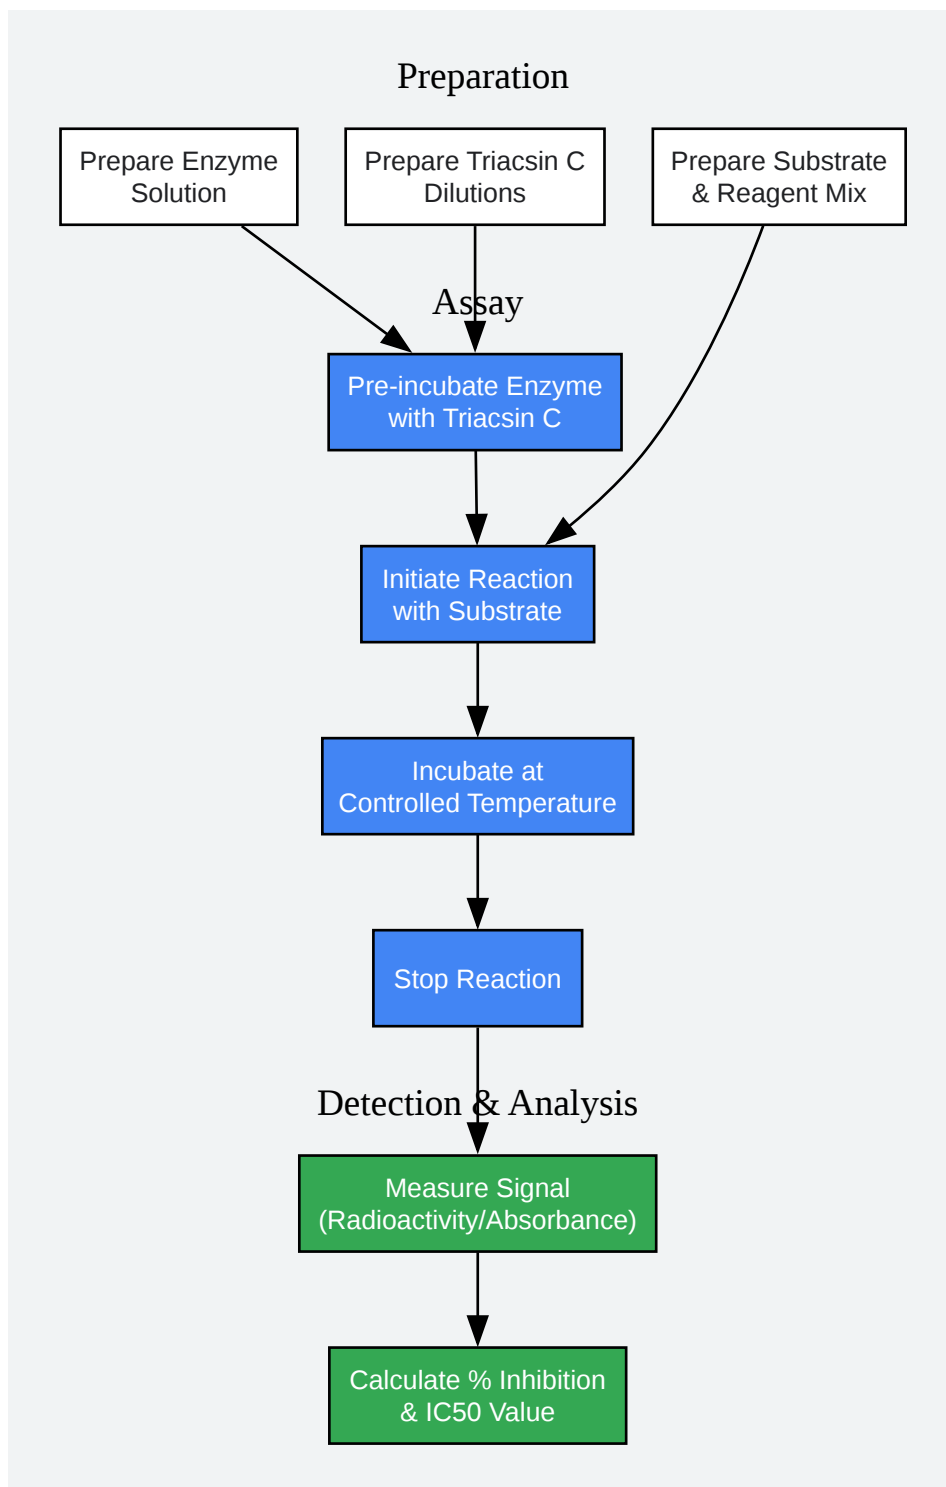 Preparation
Prepare Enzyme
Solution
Prepare Triacsin C
Dilutions
Prepare Substrate
& Reagent Mix
Assay
Pre-incubate Enzyme
with Triacsin C
Initiate Reaction
with Substrate
Incubate at
Controlled Temperature
Stop Reaction
Detection & Analysis
Measure Signal
(Radioactivity/Absorbance)
Calculate % Inhibition
& IC50 Value